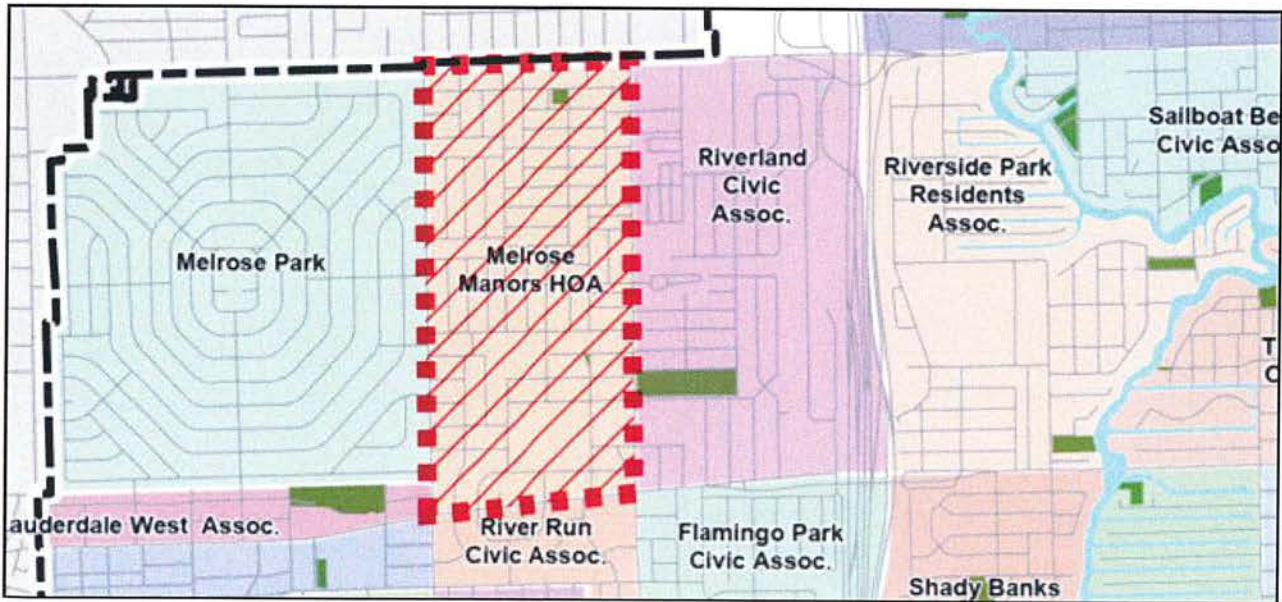 Sailboat Be
Civic Asso
Riverland
Civic
Assoc.
Riverside Park
Residents
Assoc.
Melrose Park
Melrose
Manors HOA
T
C
auderdale West Assoc.
River Run
Civic Assoc.
Flamingo Park
Civic Assoc.
Shady Banks